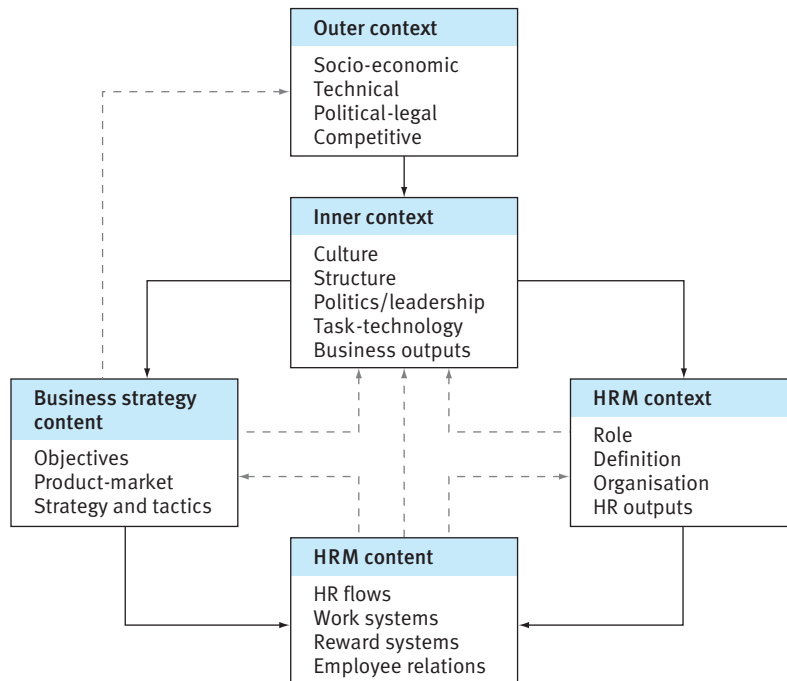 Outer context
Socio-economic
Technical
Political-legal
Competitive
Inner context
Culture
Structure
Politics/leadership
Task-technology
Business outputs
Business strategy
content
Objectives
Product-market
Strategy and tactics
HRM context
Role
Definition
Organisation
HR outputs
HRM content
HR flows
Work systems
Reward systems
Employee relations